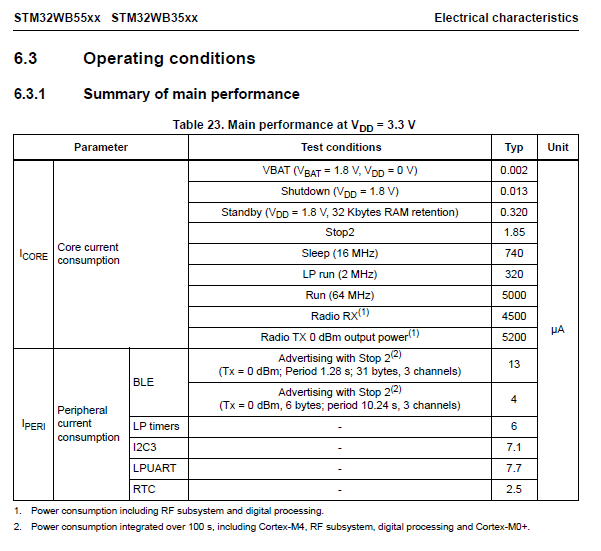 STM32WB55xx STM32WB35xx Electrical characteristics
6.3 Operating conditions
6.3.1 Summary of main performance
Table 23. Main performance at VDD = 3.3 V
Parameter Test conditions Typ Unit
ICORE Core current consumption VBAT (VBAT = 1.8 V, VDD = 0 V) 0.002 µA
Shutdown (VDD = 1.8 V) 0.013
Standby (VDD = 1.8 V, 32 Kbytes RAM retention) 0.320
Stop2 1.85
Sleep (16 MHz) 740
LP run (2 MHz) 320
Run (64 MHz) 5000
Radio RX(1) 4500
Radio TX 0 dBm output power(1) 5200
IPERI Peripheral current consumption BLE Advertising with Stop 2(2)
(Tx = 0 dBm; Period 1.28 s; 31 bytes, 3 channels) 13
Advertising with Stop 2(2)
(Tx = 0 dBm, 6 bytes; period 10.24 s, 3 channels) 4
LP timers - 6
I2C3 - 7.1
LPUART - 7.7
RTC - 2.5
1. Power consumption including RF subsystem and digital processing.
2. Power consumption integrated over 100 s, including Cortex-M4, RF subsystem, digital processing and Cortex-M0+.